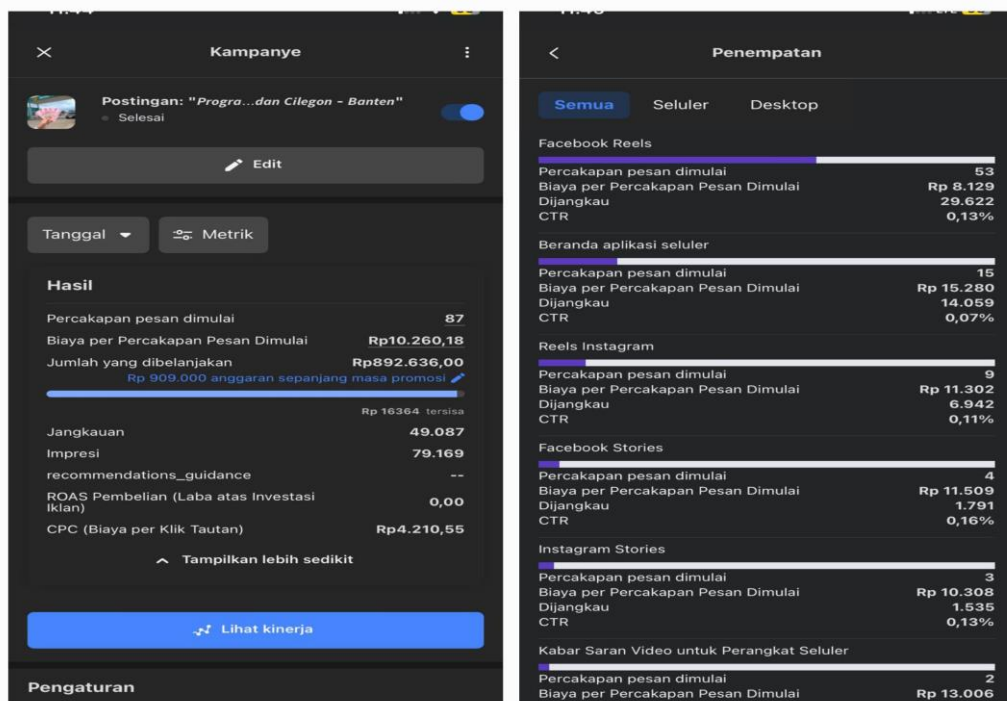 Kampanye
Postingan: "Progra...dan Cilegon - Banten"
Selesai
Edit
Tanggal
Metrik
Hasil
Percakapan pesan dimulai 87
Biaya per Percakapan Pesan Dimulai Rp10.260,18
Jumlah yang dibelanjakan Rp892.636,00
Rp 909.000 anggaran sepanjang masa promosi
Rp 16364 tersisa
Jangkauan 49.087
Impresi 79.169
recommendations_guidance --
ROAS Pembelian (Laba atas Investasi
Iklan) 0,00
CPC (Biaya per Klik Tautan) Rp4.210,55
Tampilkan lebih sedikit
Lihat kinerja
Pengaturan
Penempatan
Semua Seluler Desktop
Facebook Reels
Percakapan pesan dimulai 53
Biaya per Percakapan Pesan Dimulai Rp 8.129
Dijangkau 29.622
CTR 0,13%
Beranda aplikasi seluler
Percakapan pesan dimulai 15
Biaya per Percakapan Pesan Dimulai Rp 15.280
Dijangkau 14.059
CTR 0,07%
Reels Instagram
Percakapan pesan dimulai 9
Biaya per Percakapan Pesan Dimulai Rp 11.302
Dijangkau 6.942
CTR 0,11%
Facebook Stories
Percakapan pesan dimulai 4
Biaya per Percakapan Pesan Dimulai Rp 11.509
Dijangkau 1.791
CTR 0,16%
Instagram Stories
Percakapan pesan dimulai 3
Biaya per Percakapan Pesan Dimulai Rp 10.308
Dijangkau 1.535
CTR 0,13%
Kabar Saran Video untuk Perangkat Seluler
Percakapan pesan dimulai 2
Biaya per Percakapan Pesan Dimulai Rp 13.006